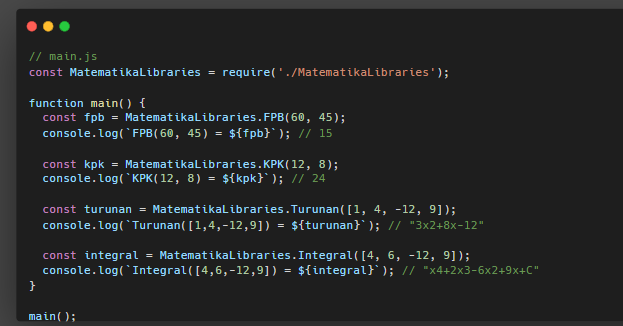 // main.js
const MatematikaLibraries = require('./MatematikaLibraries');
function main() {
const fpb = MatematikaLibraries.FPB(60, 45);
console.log(`FPB(60, 45) = ${fpb}`); // 15
const kpk = MatematikaLibraries.KPK(12, 8);
console.log(`KPK(12, 8) = ${kpk}`); // 24
const turunan = MatematikaLibraries.Turunan([1, 4, -12, 9]);
console.log(`Turunan([1,4,-12,9]) = ${turunan}`); // "3x2+8x-12"
const integral = MatematikaLibraries.Integral([4, 6, -12, 9]);
console.log(`Integral([4,6,-12,9]) = ${integral}`); // "x4+2x3-6x2+9x+C"
}
main();